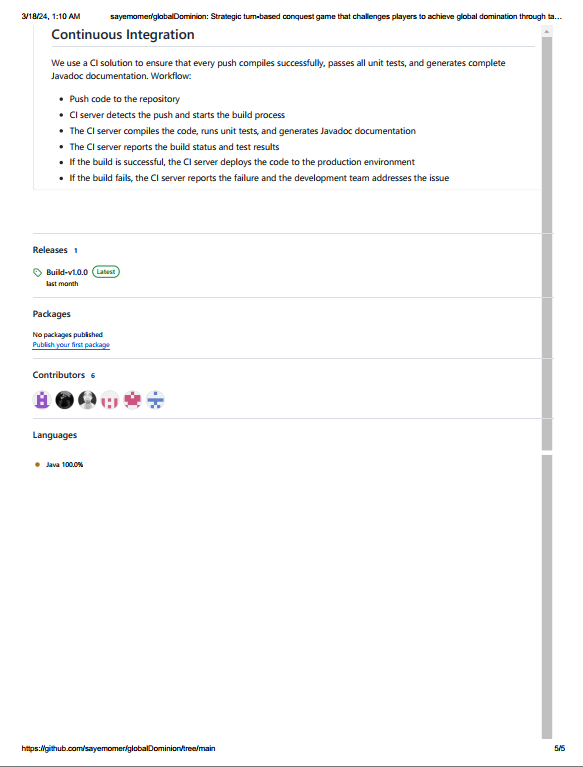 3/18/24, 1:10 AM
sayemomer/globalDominion: Strategic turn-based conquest game that challenges players to achieve global domination through ta…
Continuous Integration
We use a CI solution to ensure that every push compiles successfully, passes all unit tests, and generates complete
Javadoc documentation. Workflow:
• Push code to the repository
• CI server detects the push and starts the build process
• The CI server compiles the code, runs unit tests, and generates Javadoc documentation
• The CI server reports the build status and test results
• If the build is successful, the CI server deploys the code to the production environment
• If the build fails, the CI server reports the failure and the development team addresses the issue
Releases 1
Build-v1.0.0 Latest
last month
Packages
No packages published
Publish your first package
Contributors 6
Languages
Java 100.0%
https://github.com/sayemomer/globalDominion/tree/main
5/5